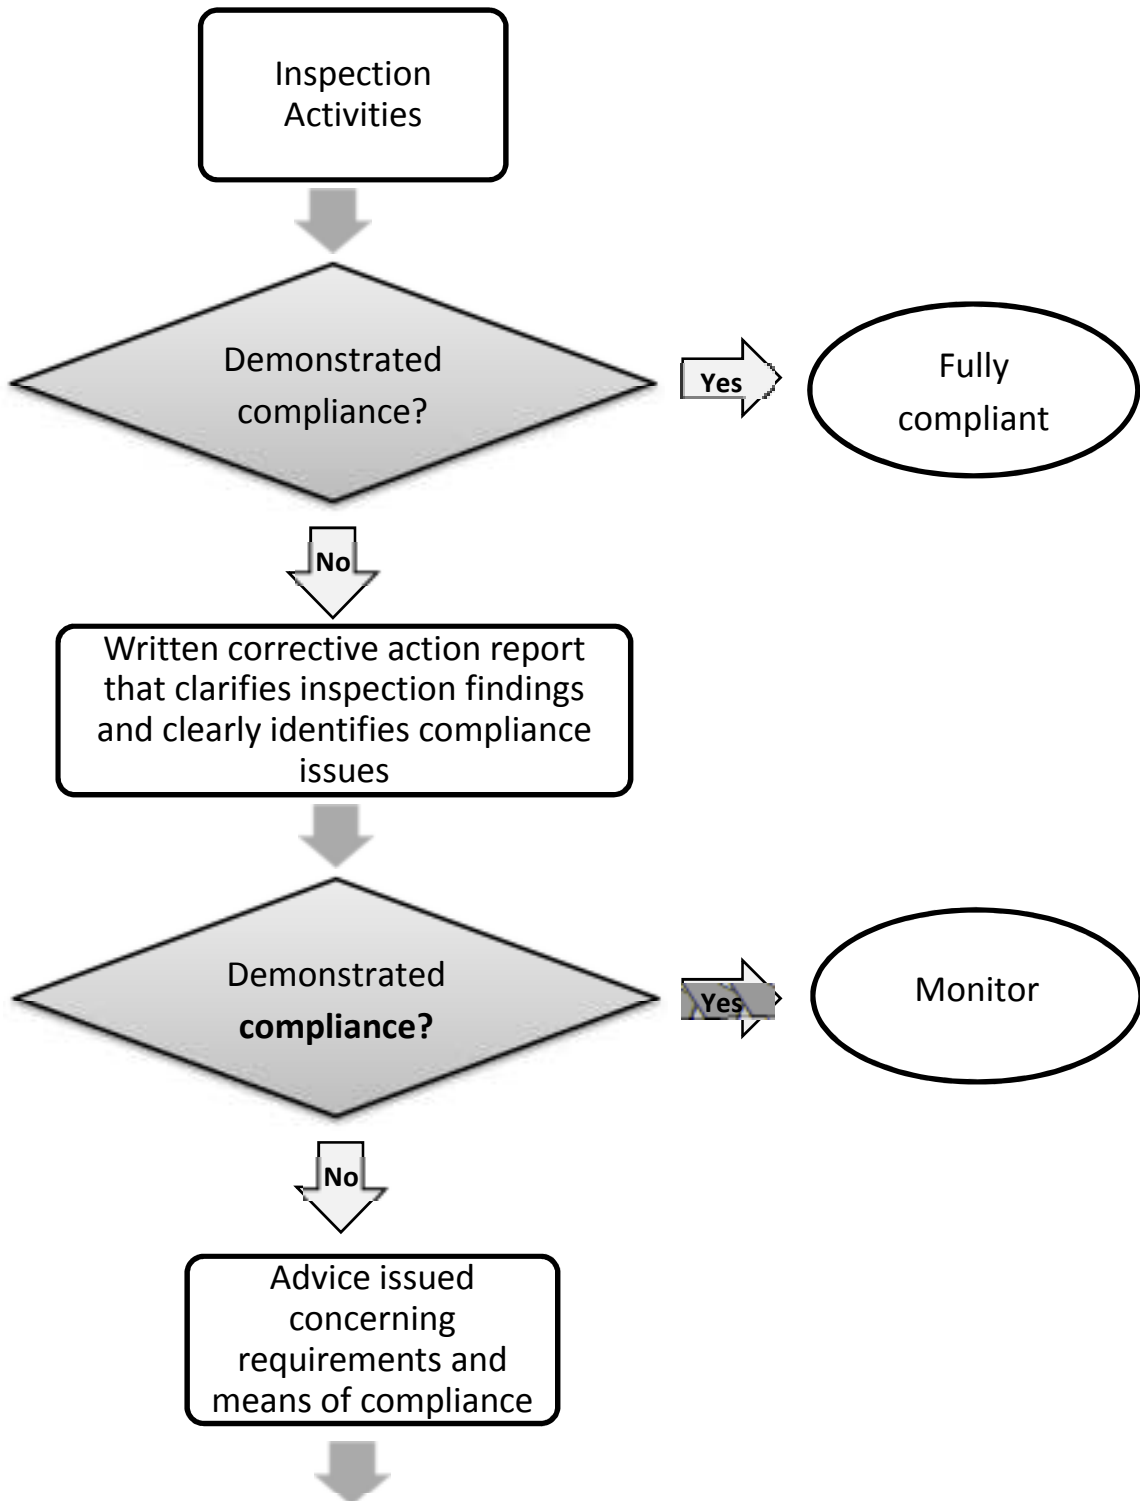 Inspection
Activities
Demonstrated
compliance?
Yes
Fully
compliant
No
Written corrective action report
that clarifies inspection findings
and clearly identifies compliance
issues
Demonstrated
compliance?
Yes
Monitor
No
Advice issued
concerning
requirements and
means of compliance